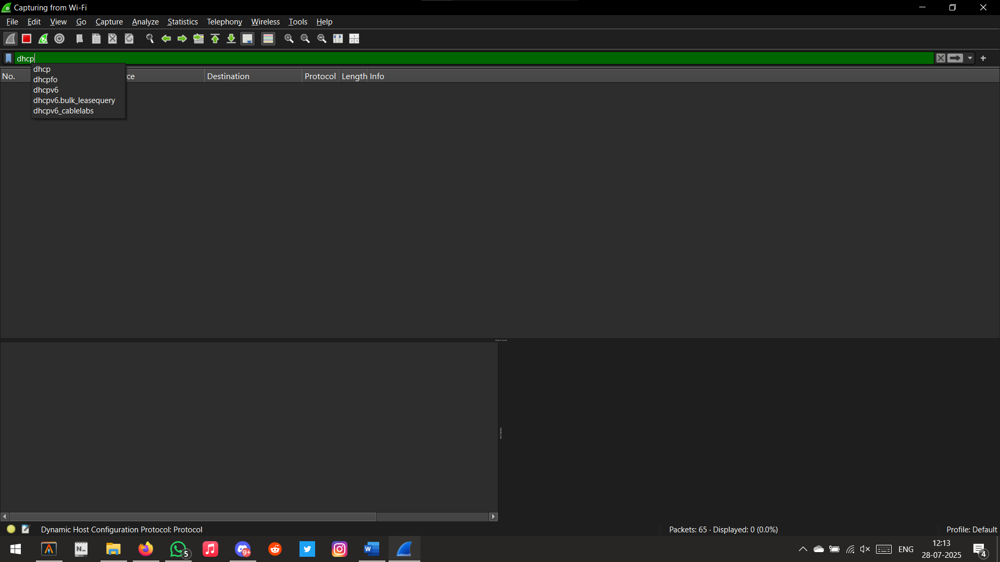 Capturing from Wi-Fi
File Edit View Go Capture Analyze Statistics Telephony Wireless Tools Help
dhcp
dhcp
dhcpfo
dhcpv6
dhcpv6.bulk_leasequery
dhcpv6_cablelabs
No. ce Destination Protocol Length Info
Dynamic Host Configuration Protocol: Protocol
Packets: 65 · Displayed: 0 (0.0%)
Profile: Default
N_
5
9+
W
ENG
12:13
28-07-2025
4